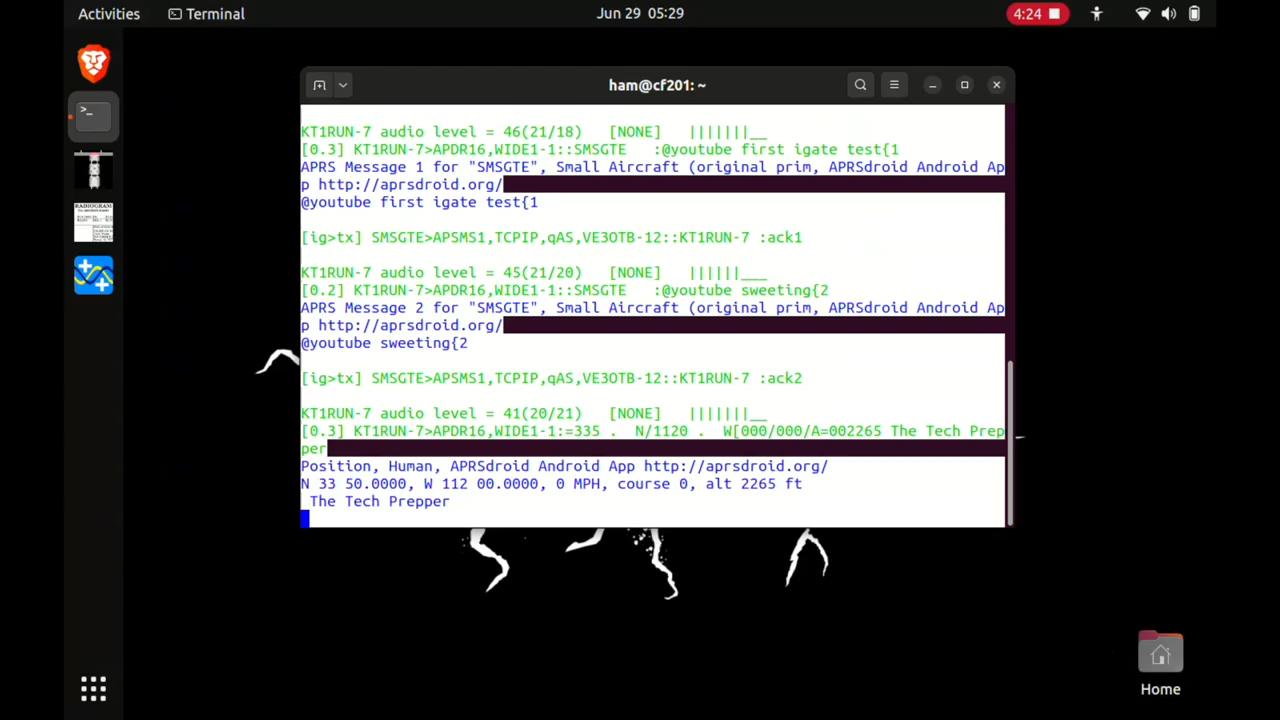 Activities
Terminal
Jun 29 05:29
4:24
ham@cf201: ~
KT1RUN-7 audio level = 46(21/18)   [NONE]   |||||||__
[0.3] KT1RUN-7>APDR16,WIDE1-1::SMSGTE   :@youtube first igate test{1
APRS Message 1 for "SMSGTE", Small Aircraft (original prim, APRSdroid Android Ap
p http://aprsdroid.org/
@youtube first igate test{1
[ig>tx] SMSGTE>APSMS1,TCPIP,qAS,VE3OTB-12::KT1RUN-7 :ack1
KT1RUN-7 audio level = 45(21/20)   [NONE]   ||||||___
[0.2] KT1RUN-7>APDR16,WIDE1-1::SMSGTE   :@youtube sweeting{2
APRS Message 2 for "SMSGTE", Small Aircraft (original prim, APRSdroid Android Ap
p http://aprsdroid.org/
@youtube sweeting{2
[ig>tx] SMSGTE>APSMS1,TCPIP,qAS,VE3OTB-12::KT1RUN-7 :ack2
KT1RUN-7 audio level = 41(20/21)   [NONE]   |||||||__
[0.3] KT1RUN-7>APDR16,WIDE1-1:=335 .  N/1120 .  W[000/000/A=002265 The Tech Prep
per
Position, Human, APRSdroid Android App http://aprsdroid.org/
N 33 50.0000, W 112 00.0000, 0 MPH, course 0, alt 2265 ft
The Tech Prepper
RADIOGRAM
Home